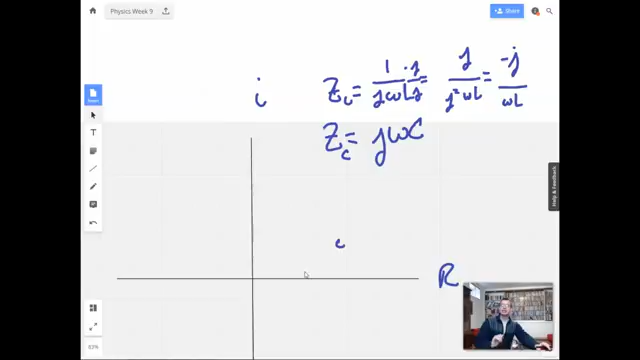 Physics Week 9
Share
i
Z_L = 1/jωL · j/j = j/j²ωL = -j/ωL
Z_C = jωC
R
Help & Feedback
83%